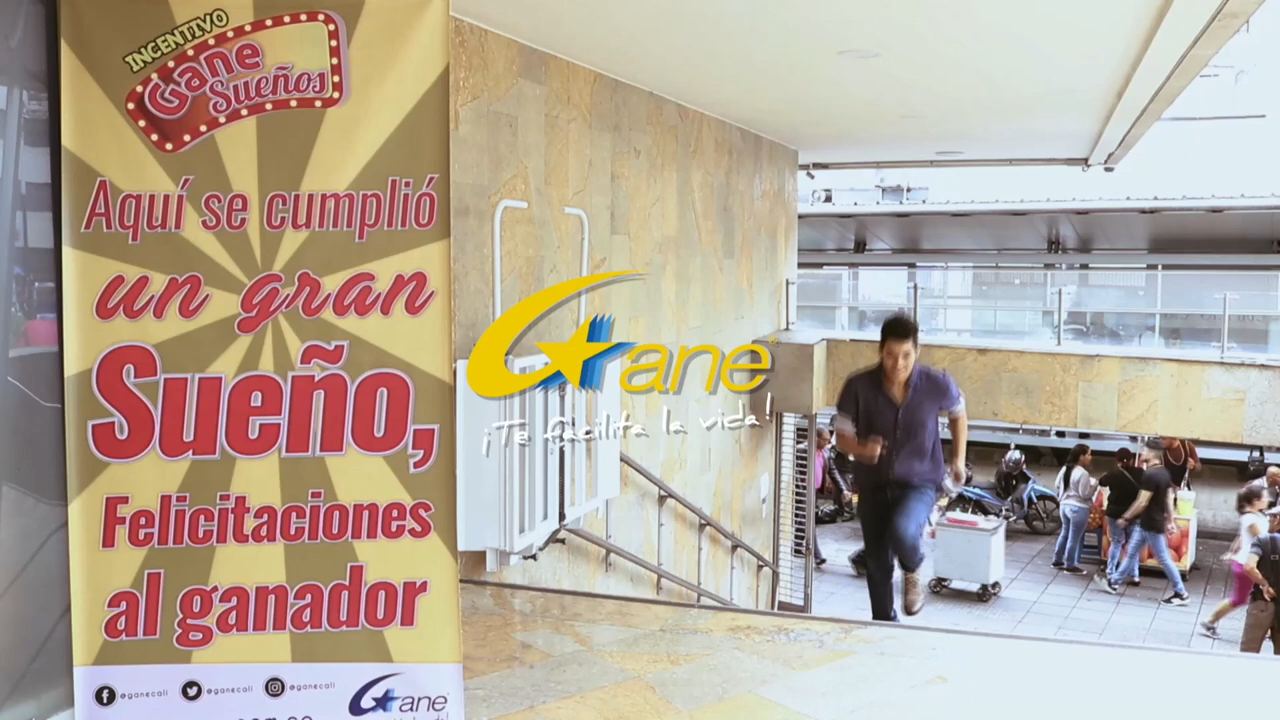 INCENTIVO
Gane
Sueños
Aquí se cumplió
un gran
Sueño,
Felicitaciones
al ganador
@ganecali @ganecali @ganecali
Gane
Gane
¡Te facilita la vida!